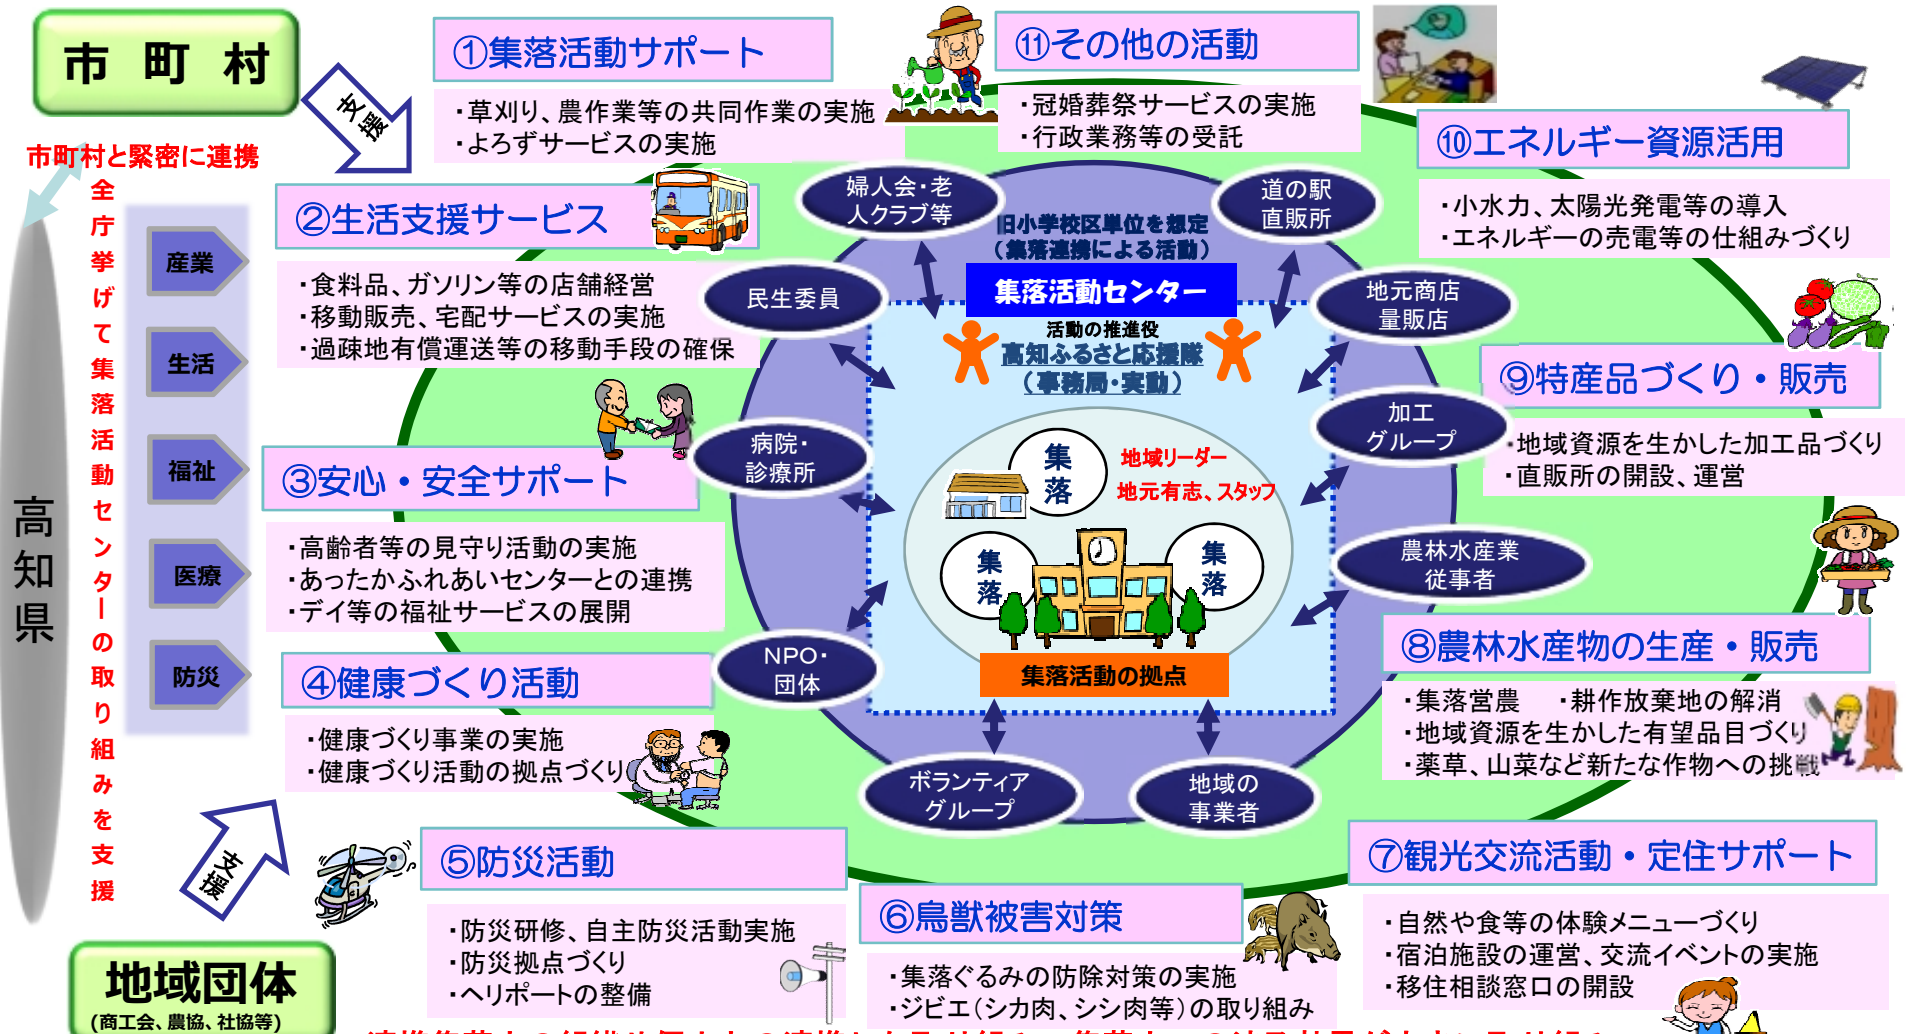 市町村
支援
市町村と緊密に連携
高知県
全庁挙げて集落活動センターの取り組みを支援
産業
生活
福祉
医療
防災
支援
地域団体
(商工会、農協、社協等)
①集落活動サポート
・草刈り、農作業等の共同作業の実施
・よろずサービスの実施
②生活支援サービス
・食料品、ガソリン等の店舗経営
・移動販売、宅配サービスの実施
・過疎地有償運送等の移動手段の確保
③安心・安全サポート
・高齢者等の見守り活動の実施
・あったかふれあいセンターとの連携
・デイ等の福祉サービスの展開
④健康づくり活動
・健康づくり事業の実施
・健康づくり活動の拠点づくり
⑤防災活動
・防災研修、自主防災活動実施
・防災拠点づくり
・ヘリポートの整備
⑥鳥獣被害対策
・集落ぐるみの防除対策の実施
・ジビエ(シカ肉、シシ肉等)の取り組み
⑦観光交流活動・定住サポート
・自然や食等の体験メニューづくり
・宿泊施設の運営、交流イベントの実施
・移住相談窓口の開設
⑧農林水産物の生産・販売
・集落営農 ・耕作放棄地の解消
・地域資源を生かした有望品目づくり
・薬草、山菜など新たな作物への挑戦
⑨特産品づくり・販売
・地域資源を生かした加工品づくり
・直販所の開設、運営
⑩エネルギー資源活用
・小水力、太陽光発電等の導入
・エネルギーの売電等の仕組みづくり
⑪その他の活動
・冠婚葬祭サービスの実施
・行政業務等の受託
婦人会・老
人クラブ等
道の駅
直販所
民生委員
地元商店
量販店
病院・
診療所
加工
グループ
農林水産業
従事者
NPO・
団体
ボランティア
グループ
地域の
事業者
旧小学校区単位を想定
(集落連携による活動)
集落活動センター
活動の推進役
高知ふるさと応援隊
(事務局・実動)
集落
地域リーダー
地元有志、スタッフ
集落
集落
集落活動の拠点